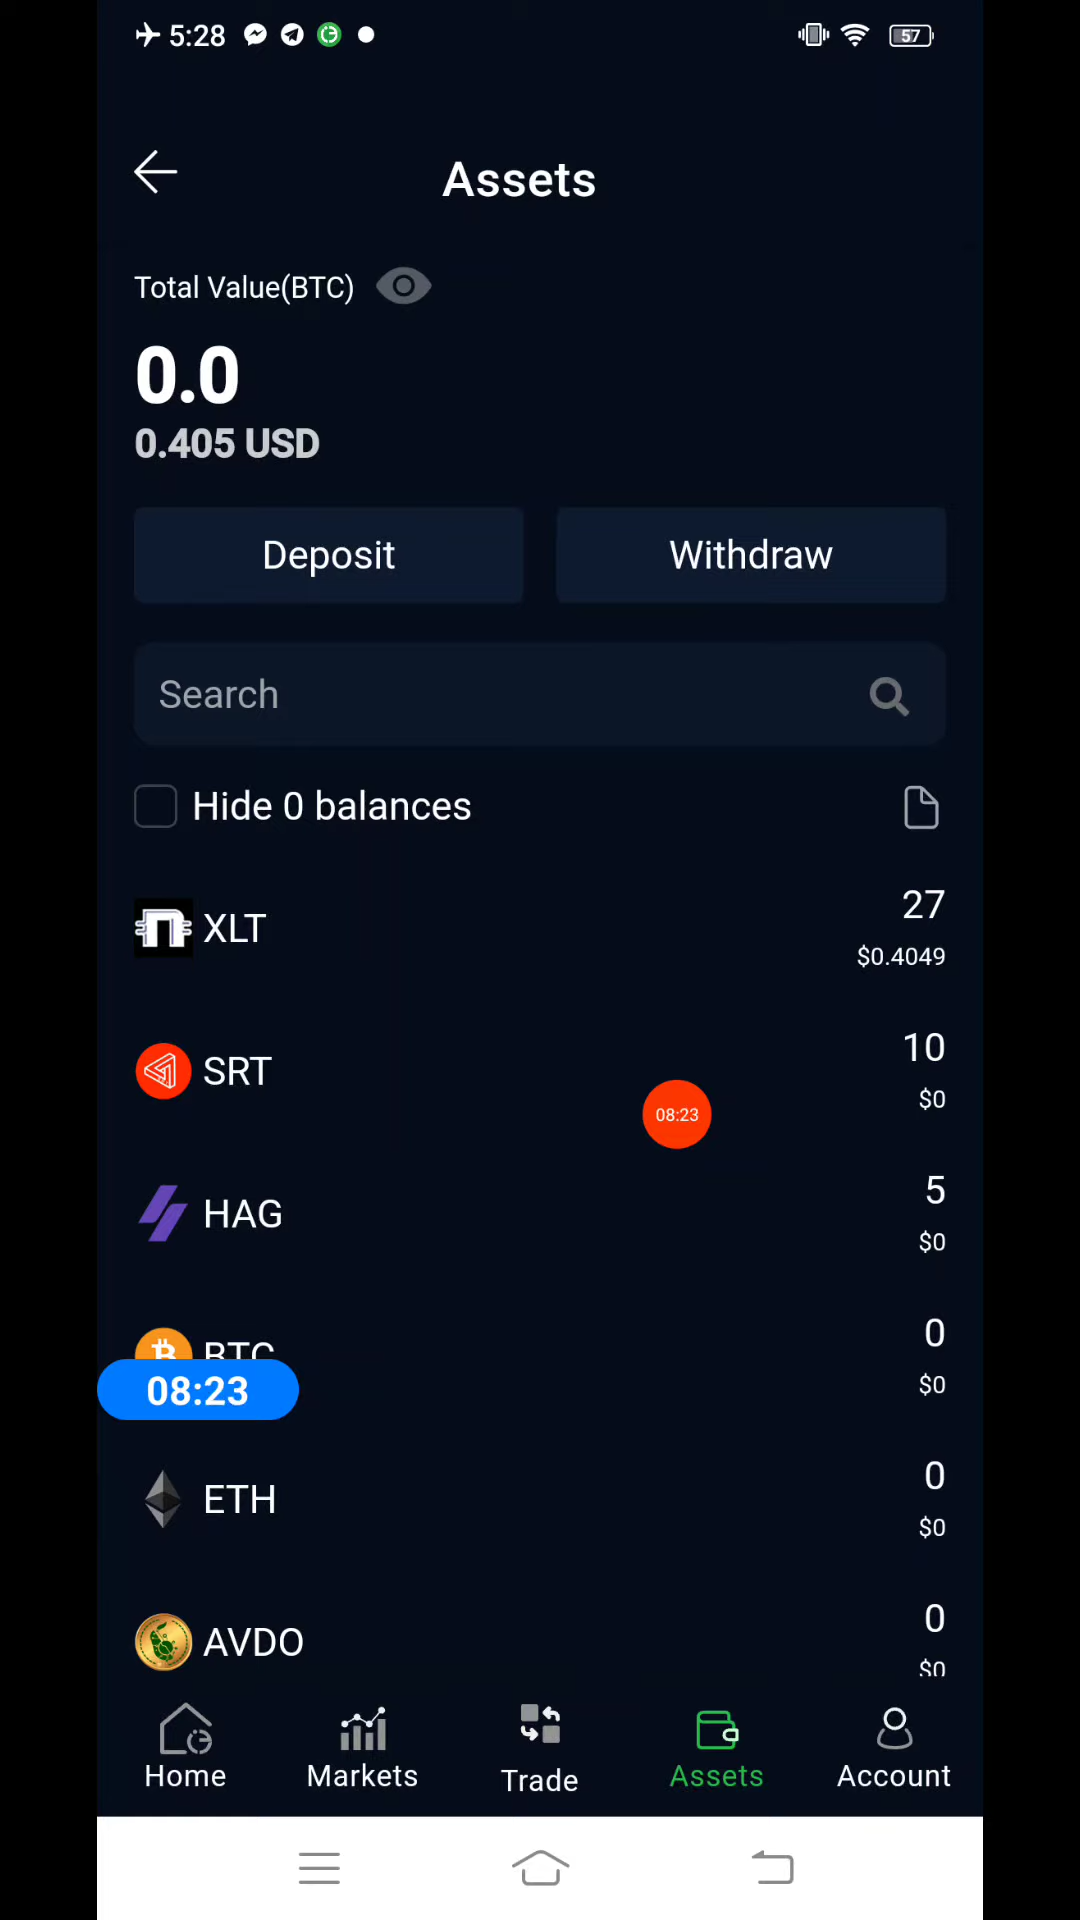 5:28
57
Assets
Total Value(BTC)
0.0
0.405 USD
Deposit
Withdraw
Search
Hide 0 balances
XLT
27
$0.4049
SRT
10
$0
08:23
HAG
5
$0
BTC
0
$0
08:23
ETH
0
$0
AVDO
0
$0
Home
Markets
Trade
Assets
Account